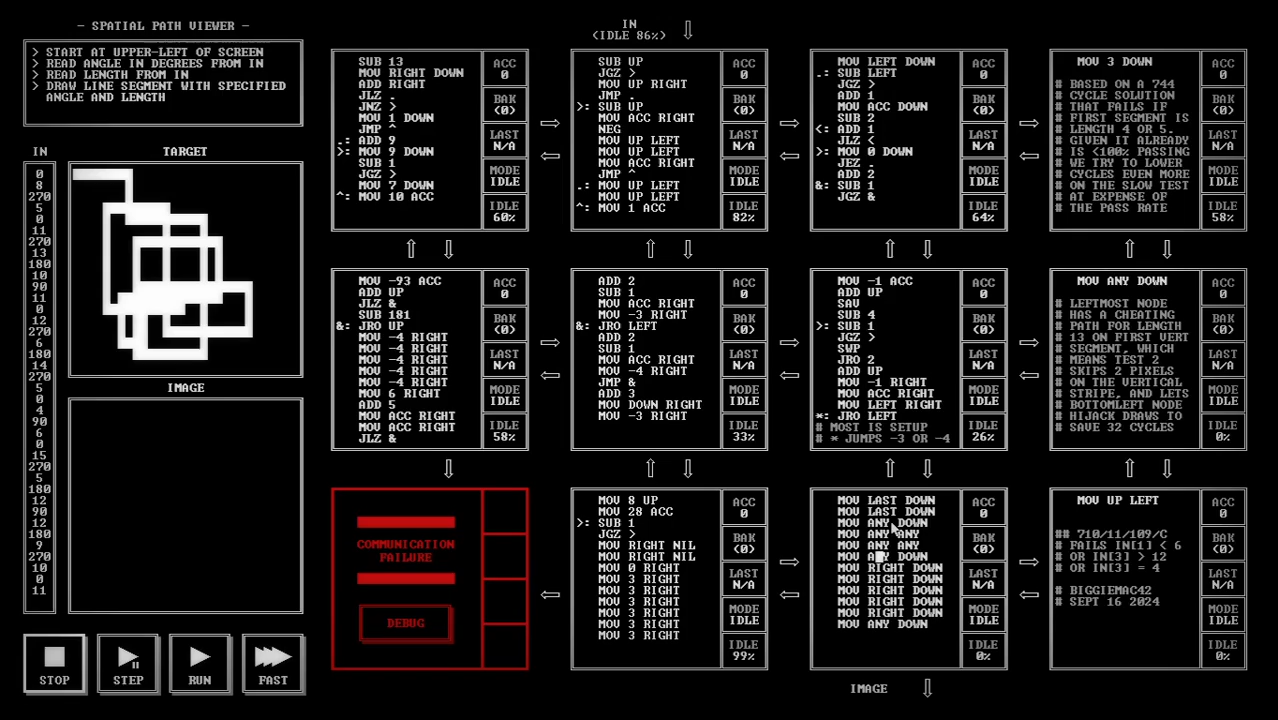 - SPATIAL PATH VIEWER -
> START AT UPPER-LEFT OF SCREEN
> READ ANGLE IN DEGREES FROM IN
> READ LENGTH FROM IN
> DRAW LINE SEGMENT WITH SPECIFIED
ANGLE AND LENGTH
IN
TARGET
0
8
270
5
0
11
270
13
180
10
90
11
0
12
270
6
180
14
270
5
0
4
90
6
0
15
270
5
180
12
90
12
180
9
270
10
0
11
IMAGE
STOP
STEP
RUN
FAST
IN
(IDLE 86%)
SUB 13
MOV RIGHT DOWN
ADD RIGHT
JLZ .
JNZ >
MOV 1 DOWN
JMP ^
.: ADD 9
>: MOV 9 DOWN
SUB 1
JGZ >
MOV 7 DOWN
^: MOV 10 ACC
ACC
0
BAK
(0)
LAST
N/A
MODE
IDLE
IDLE
60%
SUB UP
JGZ >
MOV UP RIGHT
JMP .
>: SUB UP
MOV ACC RIGHT
NEG
MOV UP LEFT
MOV UP LEFT
MOV ACC RIGHT
JMP ^
.: MOV UP LEFT
MOV UP LEFT
^: MOV 1 ACC
ACC
0
BAK
(0)
LAST
N/A
MODE
IDLE
IDLE
82%
MOV LEFT DOWN
.: SUB LEFT
JGZ >
ADD 1
MOV ACC DOWN
SUB 2
<: ADD 1
JLZ <
>: MOV 0 DOWN
JEZ .
ADD 2
&: SUB 1
JGZ &
ACC
0
BAK
(0)
LAST
N/A
MODE
IDLE
IDLE
64%
MOV 3 DOWN
# BASED ON A 744
# CYCLE SOLUTION
# THAT FAILS IF
# FIRST SEGMENT IS
# LENGTH 4 OR 5.
# GIVEN IT ALREADY
# IS <100% PASSING
# WE TRY TO LOWER
# CYCLES EVEN MORE
# ON THE SLOW TEST
# AT EXPENSE OF
# THE PASS RATE
ACC
0
BAK
(0)
LAST
N/A
MODE
IDLE
IDLE
58%
MOV -93 ACC
ADD UP
JLZ &
SUB 181
&: JRO UP
MOV -4 RIGHT
MOV -4 RIGHT
MOV -4 RIGHT
MOV -4 RIGHT
MOV -4 RIGHT
MOV 6 RIGHT
ADD 5
MOV ACC RIGHT
MOV ACC RIGHT
JLZ &
ACC
0
BAK
(0)
LAST
N/A
MODE
IDLE
IDLE
58%
ADD 2
SUB 1
MOV ACC RIGHT
MOV -3 RIGHT
&: JRO LEFT
ADD 2
SUB 1
MOV ACC RIGHT
MOV -4 RIGHT
JMP &
ADD 3
MOV DOWN RIGHT
MOV -3 RIGHT
ACC
0
BAK
(0)
LAST
N/A
MODE
IDLE
IDLE
33%
MOV -1 ACC
ADD UP
SAV
SUB 4
>: SUB 1
JGZ >
SWP
JRO 2
ADD UP
MOV -1 RIGHT
MOV ACC RIGHT
MOV LEFT RIGHT
*: JRO LEFT
# MOST IS SETUP
# * JUMPS -3 OR -4
ACC
0
BAK
(0)
LAST
N/A
MODE
IDLE
IDLE
26%
MOV ANY DOWN
# LEFTMOST NODE
# HAS A CHEATING
# PATH FOR LENGTH
# 13 ON FIRST VERT
# SEGMENT, WHICH
# MEANS TEST 2
# SKIPS 2 PIXELS
# ON THE VERTICAL
# STRIPE, AND LETS
# BOTTOMLEFT NODE
# HIJACK DRAWS TO
# SAVE 32 CYCLES
ACC
0
BAK
(0)
LAST
N/A
MODE
IDLE
IDLE
0%
COMMUNICATION
FAILURE
DEBUG
MOV 8 UP
MOV 28 ACC
>: SUB 1
JGZ >
MOV RIGHT NIL
MOV RIGHT NIL
MOV 0 RIGHT
MOV 3 RIGHT
MOV 3 RIGHT
MOV 3 RIGHT
MOV 3 RIGHT
MOV 3 RIGHT
MOV 3 RIGHT
ACC
0
BAK
(0)
LAST
N/A
MODE
IDLE
IDLE
99%
MOV LAST DOWN
MOV LAST DOWN
MOV ANY DOWN
MOV ANY ANY
MOV ANY ANY
MOV ANY DOWN
MOV RIGHT DOWN
MOV RIGHT DOWN
MOV RIGHT DOWN
MOV RIGHT DOWN
MOV RIGHT DOWN
MOV ANY DOWN
ACC
0
BAK
(0)
LAST
N/A
MODE
IDLE
IDLE
0%
MOV UP LEFT
## 710/11/109/C
# FAILS IN[1] < 6
# OR IN[3] > 12
# OR IN[3] = 4
# BIGGIEMAC42
# SEPT 16 2024
ACC
0
BAK
(0)
LAST
N/A
MODE
IDLE
IDLE
0%
IMAGE